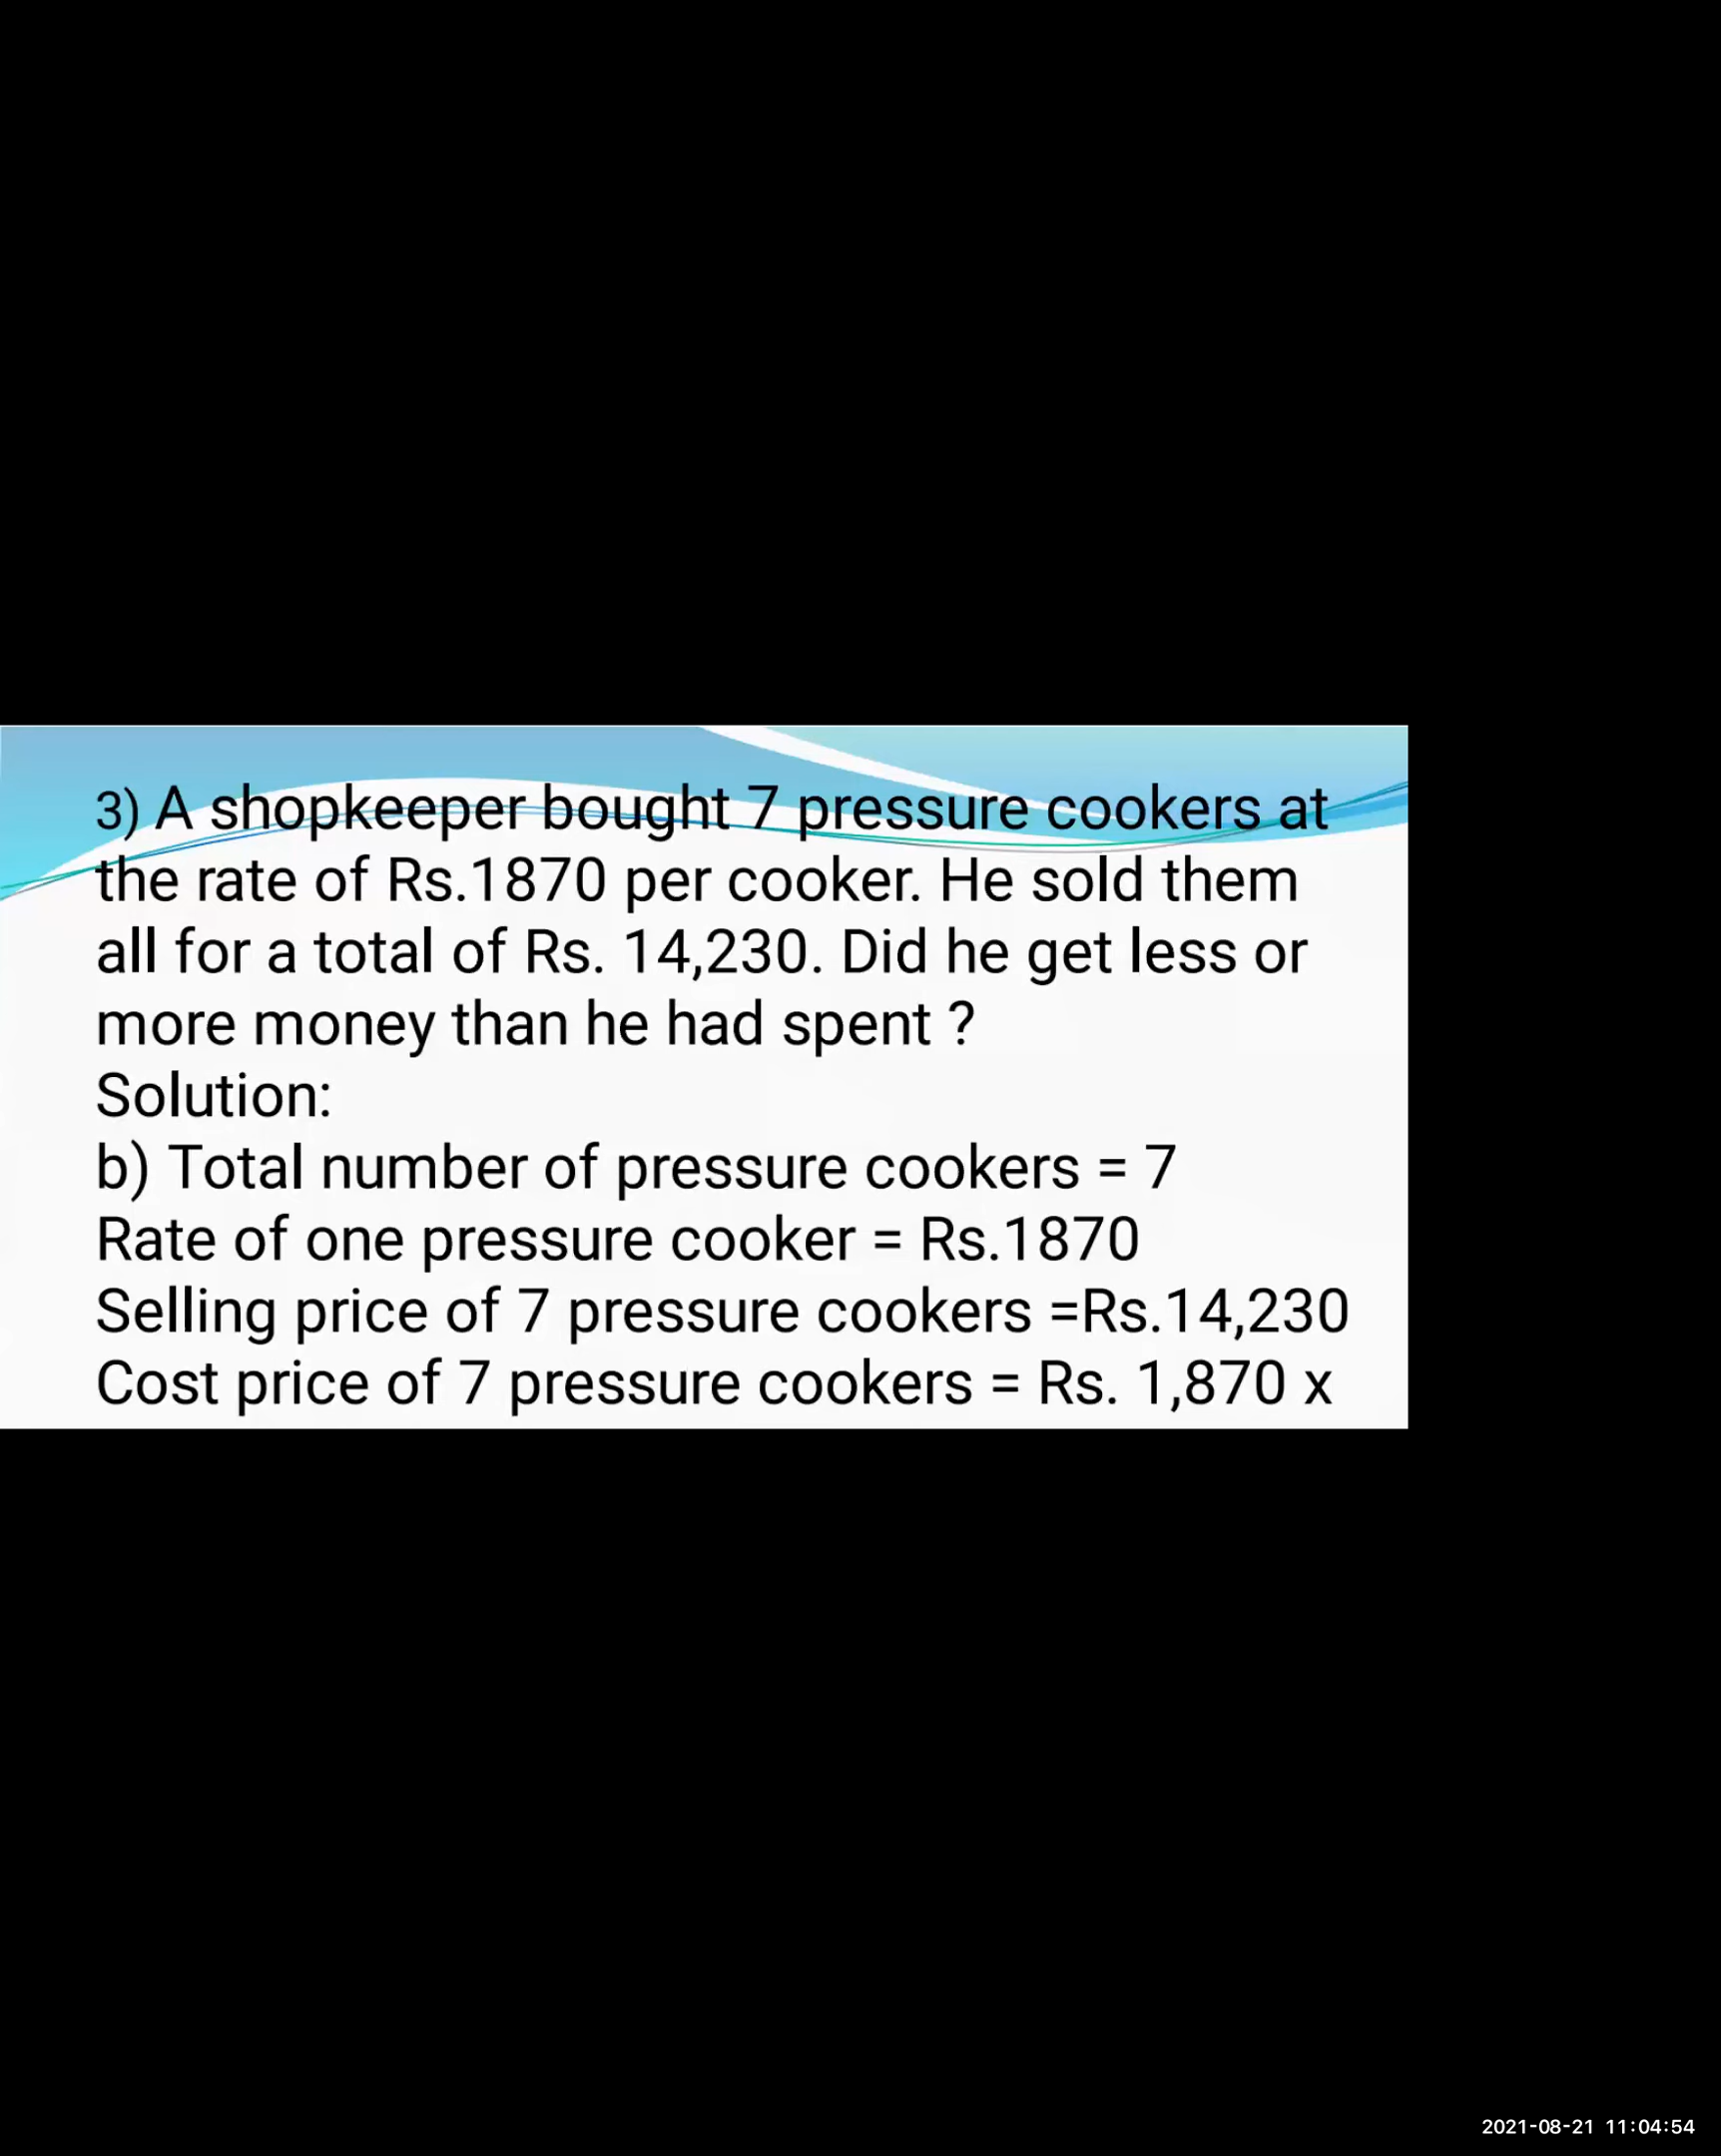 3) A shopkeeper bought 7 pressure cookers at
the rate of Rs.1870 per cooker. He sold them
all for a total of Rs. 14,230. Did he get less or
more money than he had spent ?
Solution:
b) Total number of pressure cookers = 7
Rate of one pressure cooker = Rs.1870
Selling price of 7 pressure cookers =Rs.14,230
Cost price of 7 pressure cookers = Rs. 1,870 x
2021-08-21 11:04:54